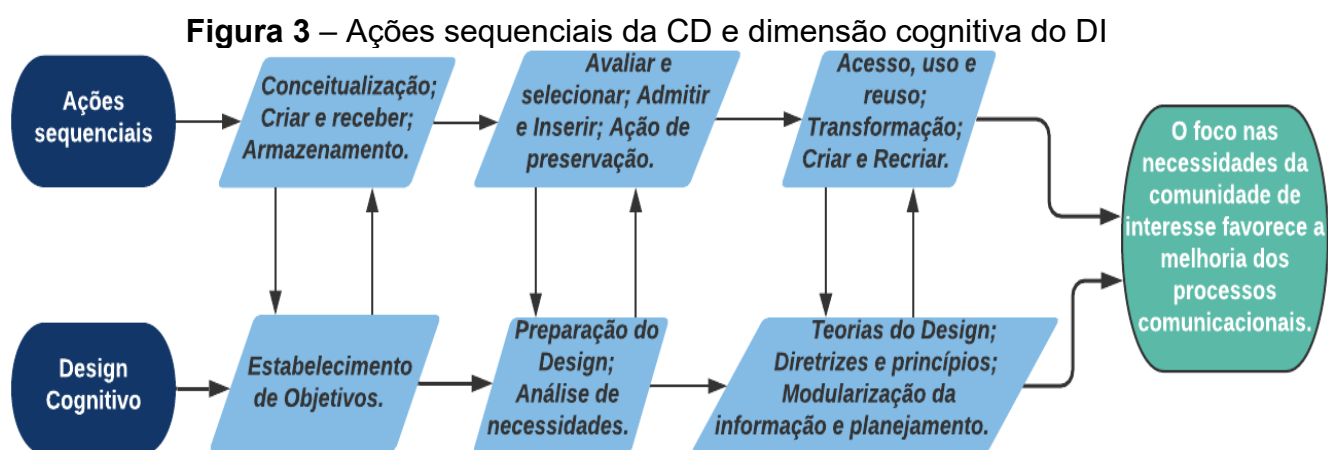 Figura 3 – Ações sequenciais da CD e dimensão cognitiva do DI
Ações
sequenciais
Conceitualização;
Criar e receber;
Armazenamento.
Avaliar e
selecionar; Admitir
e Inserir; Ação de
preservação.
Acesso, uso e
reuso;
Transformação;
Criar e Recriar.
O foco nas
necessidades da
comunidade de
interesse favorece a
melhoria dos
processos
comunicacionais.
Design
Cognitivo
Estabelecimento
de Objetivos.
Preparação do
Design;
Análise de
necessidades.
Teorias do Design;
Diretrizes e princípios;
Modularização da
informação e planejamento.